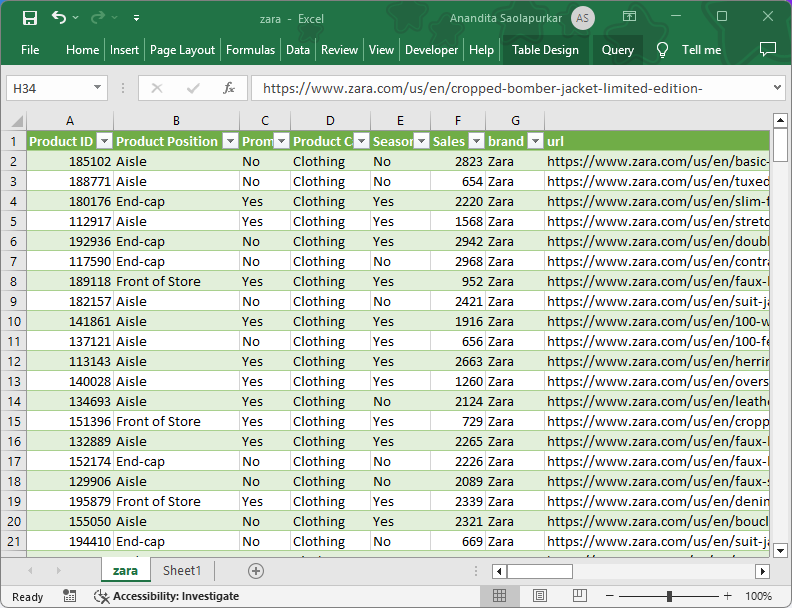 zara - Excel Anandita Saolapurkar AS
File Home Insert Page Layout Formulas Data Review View Developer Help Table Design Query Tell me
H34 fx https://www.zara.com/us/en/cropped-bomber-jacket-limited-edition-
A B C D E F G
1 Product ID Product Position Prom Product C Season Sales brand url
2 185102 Aisle No Clothing No 2823 Zara https://www.zara.com/us/en/basic-
3 188771 Aisle No Clothing No 654 Zara https://www.zara.com/us/en/tuxed
4 180176 End-cap Yes Clothing Yes 2220 Zara https://www.zara.com/us/en/slim-f
5 112917 Aisle Yes Clothing Yes 1568 Zara https://www.zara.com/us/en/stretc
6 192936 End-cap No Clothing Yes 2942 Zara https://www.zara.com/us/en/doubl
7 117590 End-cap No Clothing No 2968 Zara https://www.zara.com/us/en/contra
8 189118 Front of Store Yes Clothing Yes 952 Zara https://www.zara.com/us/en/faux-l
9 182157 Aisle No Clothing No 2421 Zara https://www.zara.com/us/en/suit-ja
10 141861 Aisle Yes Clothing Yes 1916 Zara https://www.zara.com/us/en/100-w
11 137121 Aisle No Clothing Yes 656 Zara https://www.zara.com/us/en/100-fe
12 113143 Aisle Yes Clothing Yes 2663 Zara https://www.zara.com/us/en/herrin
13 140028 Aisle Yes Clothing Yes 1260 Zara https://www.zara.com/us/en/overs
14 134693 Aisle Yes Clothing No 2124 Zara https://www.zara.com/us/en/leathe
15 151396 Front of Store Yes Clothing Yes 729 Zara https://www.zara.com/us/en/cropp
16 132889 Aisle Yes Clothing Yes 2265 Zara https://www.zara.com/us/en/faux-l
17 152174 End-cap No Clothing No 2226 Zara https://www.zara.com/us/en/faux-l
18 129906 Aisle No Clothing No 2089 Zara https://www.zara.com/us/en/faux-s
19 195879 Front of Store Yes Clothing Yes 2339 Zara https://www.zara.com/us/en/denin
20 155050 Aisle No Clothing Yes 2321 Zara https://www.zara.com/us/en/boucl
21 194410 End-cap No Clothing No 669 Zara https://www.zara.com/us/en/suit-ja
zara Sheet1
Ready Accessibility: Investigate 100%